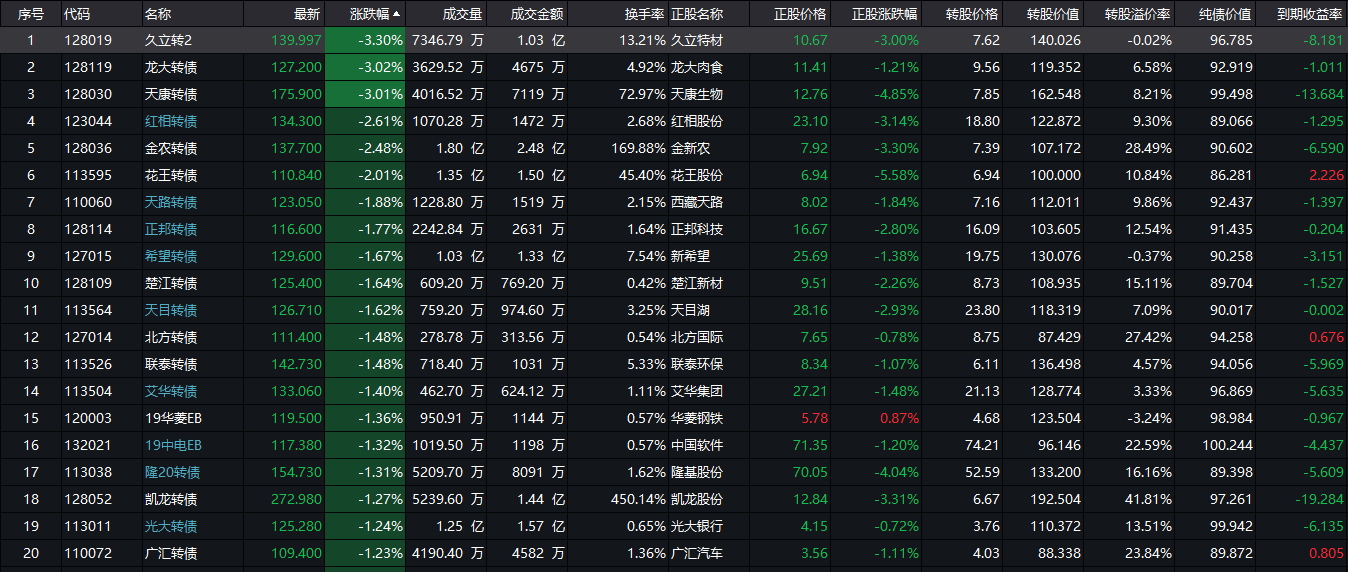 序号 代码 名称 最新 涨跌幅 成交量 成交金额 换手率 正股名称 正股价格 正股涨跌幅 转股价格 转股价值 转股溢价率 纯债价值 到期收益率
1 128019 久立转2 139.997 -3.30% 7346.79 万 1.03 亿 13.21% 久立特材 10.67 -3.00% 7.62 140.026 -0.02% 96.785 -8.181
2 128119 龙大转债 127.200 -3.02% 3629.52 万 4675 万 4.92% 龙大肉食 11.41 -1.21% 9.56 119.352 6.58% 92.919 -1.011
3 128030 天康转债 175.900 -3.01% 4016.52 万 7119 万 72.97% 天康生物 12.76 -4.85% 7.85 162.548 8.21% 99.498 -13.684
4 123044 红相转债 134.300 -2.61% 1070.28 万 1472 万 2.68% 红相股份 23.10 -3.14% 18.80 122.872 9.30% 89.066 -1.295
5 128036 金农转债 137.700 -2.48% 1.80 亿 2.48 亿 169.88% 金新农 7.92 -3.30% 7.39 107.172 28.49% 90.602 -6.590
6 113595 花王转债 110.840 -2.01% 1.35 亿 1.50 亿 45.40% 花王股份 6.94 -5.58% 6.94 100.000 10.84% 86.281 2.226
7 110060 天路转债 123.050 -1.88% 1228.80 万 1519 万 2.15% 西藏天路 8.02 -1.84% 7.16 112.011 9.86% 92.437 -1.397
8 128114 正邦转债 116.600 -1.77% 2242.84 万 2631 万 1.64% 正邦科技 16.67 -2.80% 16.09 103.605 12.54% 91.435 -0.204
9 127015 希望转债 129.600 -1.67% 1.03 亿 1.33 亿 7.54% 新希望 25.69 -1.38% 19.75 130.076 -0.37% 90.258 -3.151
10 128109 楚江转债 125.400 -1.64% 609.20 万 769.20 万 0.42% 楚江新材 9.51 -2.26% 8.73 108.935 15.11% 89.704 -1.527
11 113564 天目转债 126.710 -1.62% 759.20 万 974.60 万 3.25% 天目湖 28.16 -2.93% 23.80 118.319 7.09% 90.017 -0.002
12 127014 北方转债 111.400 -1.48% 278.78 万 313.56 万 0.54% 北方国际 7.65 -0.78% 8.75 87.429 27.42% 94.258 0.676
13 113526 联泰转债 142.730 -1.48% 718.40 万 1031 万 5.33% 联泰环保 8.34 -1.07% 6.11 136.498 4.57% 94.056 -5.969
14 113504 艾华转债 133.060 -1.40% 462.70 万 624.12 万 1.11% 艾华集团 27.21 -1.48% 21.13 128.774 3.33% 96.869 -5.635
15 120003 19华菱EB 119.500 -1.36% 950.91 万 1144 万 0.57% 华菱钢铁 5.78 0.87% 4.68 123.504 -3.24% 98.984 -0.967
16 132021 19中电EB 117.380 -1.32% 1019.50 万 1198 万 0.57% 中国软件 71.35 -1.20% 74.21 96.146 22.59% 100.244 -4.437
17 113038 隆20转债 154.730 -1.31% 5209.70 万 8091 万 1.62% 隆基股份 70.05 -4.04% 52.59 133.200 16.16% 89.398 -5.609
18 128052 凯龙转债 272.980 -1.27% 5239.60 万 1.44 亿 450.14% 凯龙股份 12.84 -3.31% 6.67 192.504 41.81% 97.261 -19.284
19 113011 光大转债 125.280 -1.24% 1.25 亿 1.57 亿 0.65% 光大银行 4.15 -0.72% 3.76 110.372 13.51% 99.942 -6.135
20 110072 广汇转债 109.400 -1.23% 4190.40 万 4582 万 1.36% 广汇汽车 3.56 -1.11% 4.03 88.338 23.84% 89.872 0.805